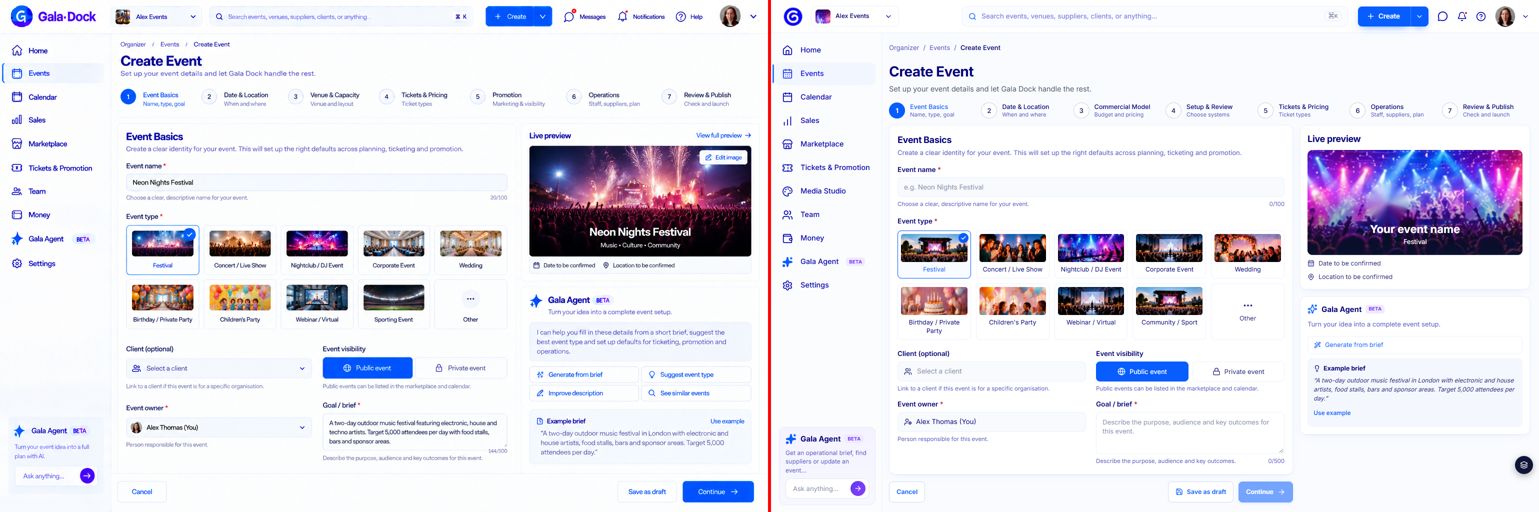 Gala·Dock
Alex Events
Search events, venues, suppliers, clients, or anything...
⌘ K
+ Create
Messages
Notifications
Help
Home
Events
Calendar
Sales
Marketplace
Tickets & Promotion
Team
Money
Gala Agent BETA
Settings
Gala Agent BETA
Turn your event idea into a full
plan with AI.
Ask anything...
Organizer / Events / Create Event
Create Event
Set up your event details and let Gala Dock handle the rest.
1 Event Basics
Name, type, goal
2 Date & Location
When and where
3 Venue & Capacity
Venue and layout
4 Tickets & Pricing
Ticket types
5 Promotion
Marketing & visibility
6 Operations
Staff, suppliers, plan
7 Review & Publish
Check and launch
Event Basics
Create a clear identity for your event. This will set up the right defaults across planning, ticketing and promotion.
Event name *
Neon Nights Festival
Choose a clear, descriptive name for your event.
20/100
Event type *
Festival
Concert / Live Show
Nightclub / DJ Event
Corporate Event
Wedding
Birthday / Private Party
Children's Party
Webinar / Virtual
Sporting Event
Other
Client (optional)
Select a client
Link to a client if this event is for a specific organisation.
Event visibility
Public event
Private event
Public events can be listed in the marketplace and calendar.
Event owner *
Alex Thomas (You)
Person responsible for this event.
Goal / brief *
A two-day outdoor music festival featuring electronic, house and
techno artists. Target 5,000 attendees per day with food stalls,
bars and sponsor areas.
144/500
Describe the purpose, audience and key outcomes for this event.
Cancel
Save as draft
Continue
Live preview
View full preview
Edit image
Neon Nights Festival
Music • Culture • Community
Date to be confirmed
Location to be confirmed
Gala Agent BETA
Turn your idea into a complete event setup.
I can help you fill in these details from a short brief, suggest the
best event type and set up defaults for ticketing, promotion and
operations.
Generate from brief
Suggest event type
Improve description
See similar events
Example brief
Use example
"A two-day outdoor music festival in London with electronic and
house artists, food stalls, bars and sponsor areas. Target 5,000
attendees per day."
Alex Events
Search events, venues, suppliers, clients, or anything...
⌘K
+ Create
Home
Events
Calendar
Sales
Marketplace
Tickets & Promotion
Media Studio
Team
Money
Gala Agent BETA
Settings
Gala Agent BETA
Get an operational brief, find
suppliers or update an
event...
Ask anything...
Organizer / Events / Create Event
Create Event
Set up your event details and let Gala Dock handle the rest.
1 Event Basics
Name, type, goal
2 Date & Location
When and where
3 Commercial Model
Budget and pricing
4 Setup & Review
Choose systems
5 Tickets & Pricing
Ticket types
6 Operations
Staff, suppliers, plan
7 Review & Publish
Check and launch
Event Basics
Create a clear identity for your event. This will set up the right defaults across planning, ticketing and promotion.
Event name *
e.g. Neon Nights Festival
Choose a clear, descriptive name for your event.
0/100
Event type *
Festival
Concert / Live Show
Nightclub / DJ Event
Corporate Event
Wedding
Birthday / Private
Party
Children's Party
Webinar / Virtual
Community / Sport
Other
Client (optional)
Select a client
Link to a client if this event is for a specific organisation.
Event visibility
Public event
Private event
Public events can be listed in the marketplace and calendar.
Event owner *
Alex Thomas (You)
Person responsible for this event.
Goal / brief *
Describe the purpose, audience and key outcomes for
this event.
Describe the purpose, audience and key outcomes.
0/500
Cancel
Save as draft
Continue
Live preview
Your event name
Festival
Date to be confirmed
Location to be confirmed
Gala Agent BETA
Turn your idea into a complete event setup.
Generate from brief
Example brief
"A two-day outdoor music festival in London with electronic and house
artists, food stalls, bars and sponsor areas. Target 5,000 attendees per
day."
Use example